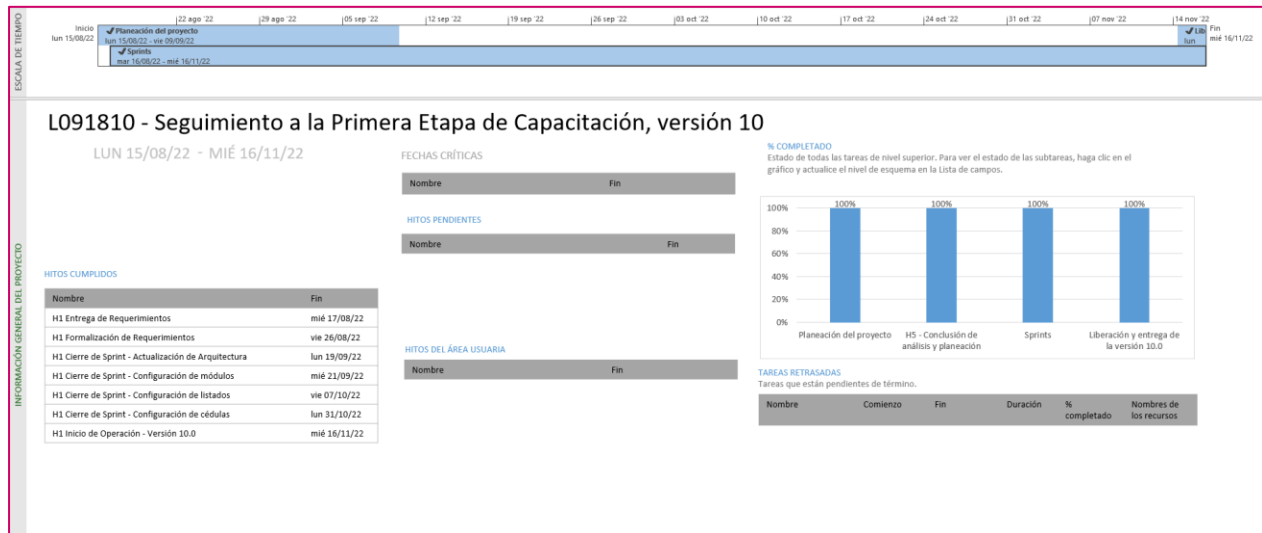 ESCALA DE TIEMPO
22 ago '22 29 ago '22 05 sep '22 12 sep '22 19 sep '22 26 sep '22 03 oct '22 10 oct '22 17 oct '22 24 oct '22 31 oct '22 07 nov '22 14 nov '22
Inicio
lun 15/08/22
Planeación del proyecto
lun 15/08/22 - vie 09/09/22
Sprints
mar 16/08/22 - mié 16/11/22
Lib
lun
Fin
mié 16/11/22
INFORMACIÓN GENERAL DEL PROYECTO
L091810 - Seguimiento a la Primera Etapa de Capacitación, versión 10
LUN 15/08/22 - MIÉ 16/11/22
HITOS CUMPLIDOS
Nombre Fin
H1 Entrega de Requerimientos mié 17/08/22
H1 Formalización de Requerimientos vie 26/08/22
H1 Cierre de Sprint - Actualización de Arquitectura lun 19/09/22
H1 Cierre de Sprint - Configuración de módulos mié 21/09/22
H1 Cierre de Sprint - Configuración de listados vie 07/10/22
H1 Cierre de Sprint - Configuración de cédulas lun 31/10/22
H1 Inicio de Operación - Versión 10.0 mié 16/11/22
FECHAS CRÍTICAS
Nombre Fin
HITOS PENDIENTES
Nombre Fin
HITOS DEL ÁREA USUARIA
Nombre Fin
% COMPLETADO
Estado de todas las tareas de nivel superior. Para ver el estado de las subtareas, haga clic en el
gráfico y actualice el nivel de esquema en la Lista de campos.
100% 100% 100% 100%
100%
80%
60%
40%
20%
0%
Planeación del proyecto H5 - Conclusión de Sprints Liberación y entrega de
análisis y planeación la versión 10.0
TAREAS RETRASADAS
Tareas que están pendientes de término.
Nombre Comienzo Fin Duración % Nombres de
completado los recursos